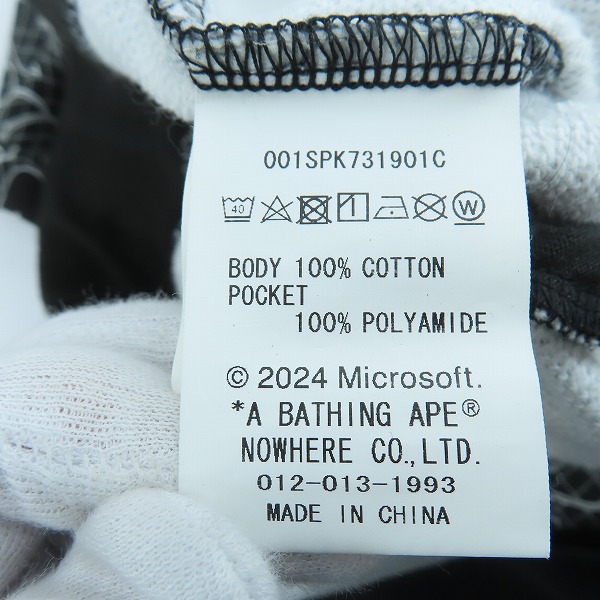 001SPK731901C
40 W
BODY 100% COTTON
POCKET
100% POLYAMIDE
© 2024 Microsoft.
*A BATHING APE®
NOWHERE CO.,LTD.
012-013-1993
MADE IN CHINA